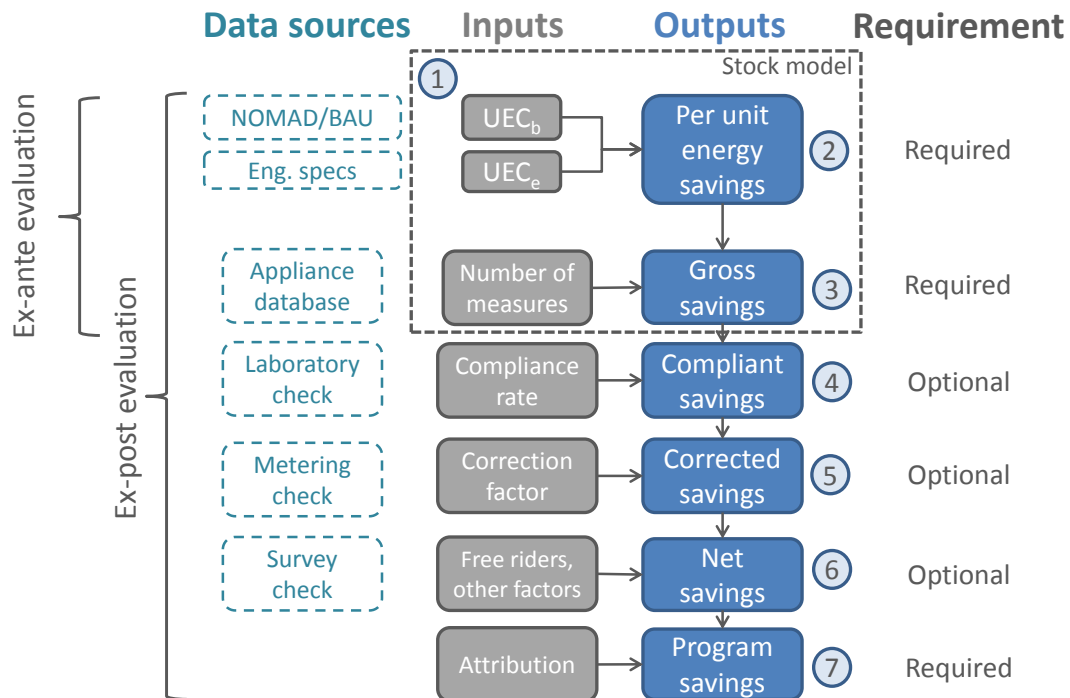 Data sources Inputs Outputs Requirement
1
Stock model
NOMAD/BAU
Eng. specs
UEC_b
UEC_e
Per unit
energy
savings
2
Required
Appliance
database
Number of
measures
Gross
savings
3
Required
Laboratory
check
Compliance
rate
Compliant
savings
4
Optional
Metering
check
Correction
factor
Corrected
savings
5
Optional
Survey
check
Free riders,
other factors
Net
savings
6
Optional
Attribution
Program
savings
7
Required
Ex-ante evaluation
Ex-post evaluation